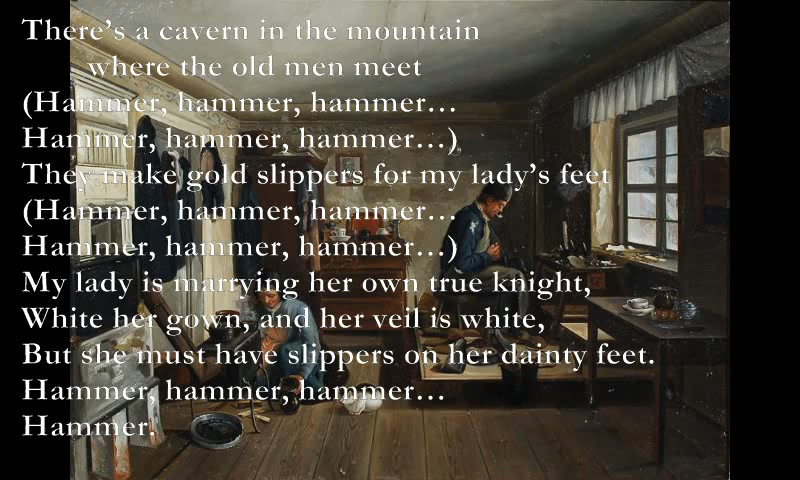 There’s a cavern in the mountain
where the old men meet
(Hammer, hammer, hammer…
Hammer, hammer, hammer…)
They make gold slippers for my lady’s feet
(Hammer, hammer, hammer…
Hammer, hammer, hammer…)
My lady is marrying her own true knight,
White her gown, and her veil is white,
But she must have slippers on her dainty feet.
Hammer, hammer, hammer…
Hammer.